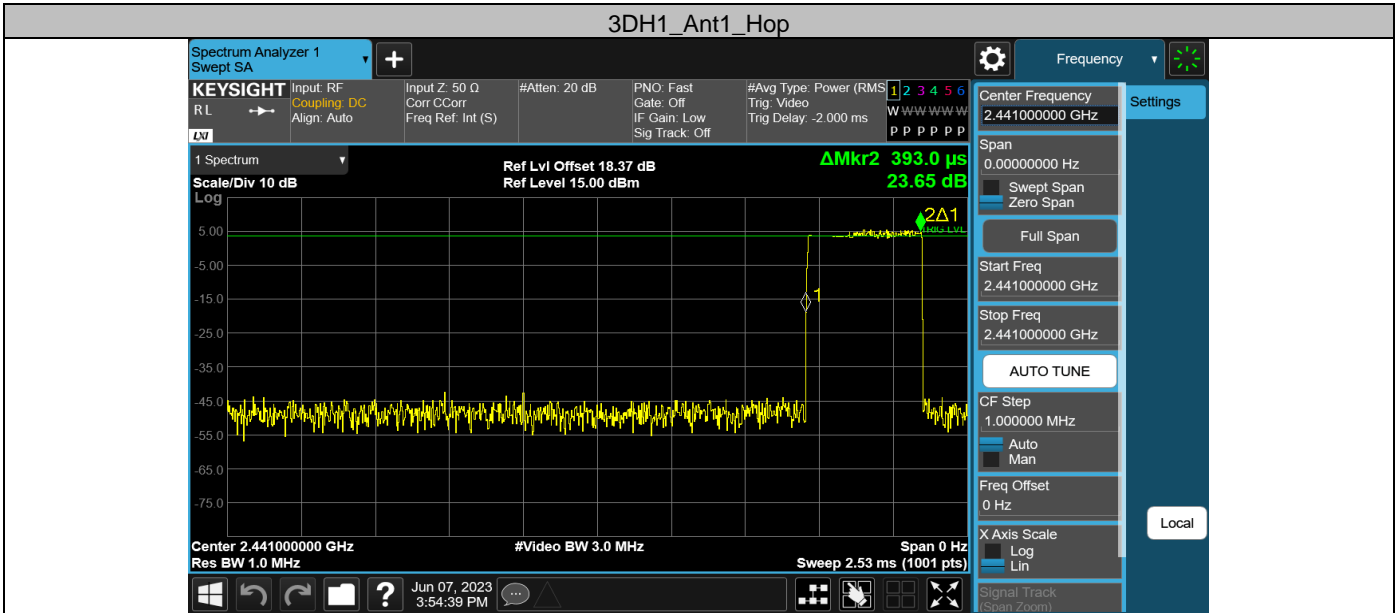 3DH1_Ant1_Hop
Spectrum Analyzer 1
Swept SA
+
Frequency
KEYSIGHT
RL
LXI
Input: RF
Coupling: DC
Align: Auto
Input Z: 50 Ω
Corr CCorr
Freq Ref: Int (S)
#Atten: 20 dB
PNO: Fast
Gate: Off
IF Gain: Low
Sig Track: Off
#Avg Type: Power (RMS
Trig: Video
Trig Delay: -2.000 ms
1 2 3 4 5 6
W W W W W W
P P P P P P
1 Spectrum
Scale/Div 10 dB
Ref Lvl Offset 18.37 dB
Ref Level 15.00 dBm
ΔMkr2 393.0 µs
23.65 dB
Log
5.00
-5.00
-15.0
-25.0
-35.0
-45.0
-55.0
-65.0
-75.0
2Δ1
TRIG LVL
1
Center 2.441000000 GHz
Res BW 1.0 MHz
#Video BW 3.0 MHz
Span 0 Hz
Sweep 2.53 ms (1001 pts)
Center Frequency
2.441000000 GHz
Settings
Span
0.00000000 Hz
Swept Span
Zero Span
Full Span
Start Freq
2.441000000 GHz
Stop Freq
2.441000000 GHz
AUTO TUNE
CF Step
1.000000 MHz
Auto
Man
Freq Offset
0 Hz
X Axis Scale
Log
Lin
Local
Signal Track
(Span Zoom)
?
Jun 07, 2023
3:54:39 PM